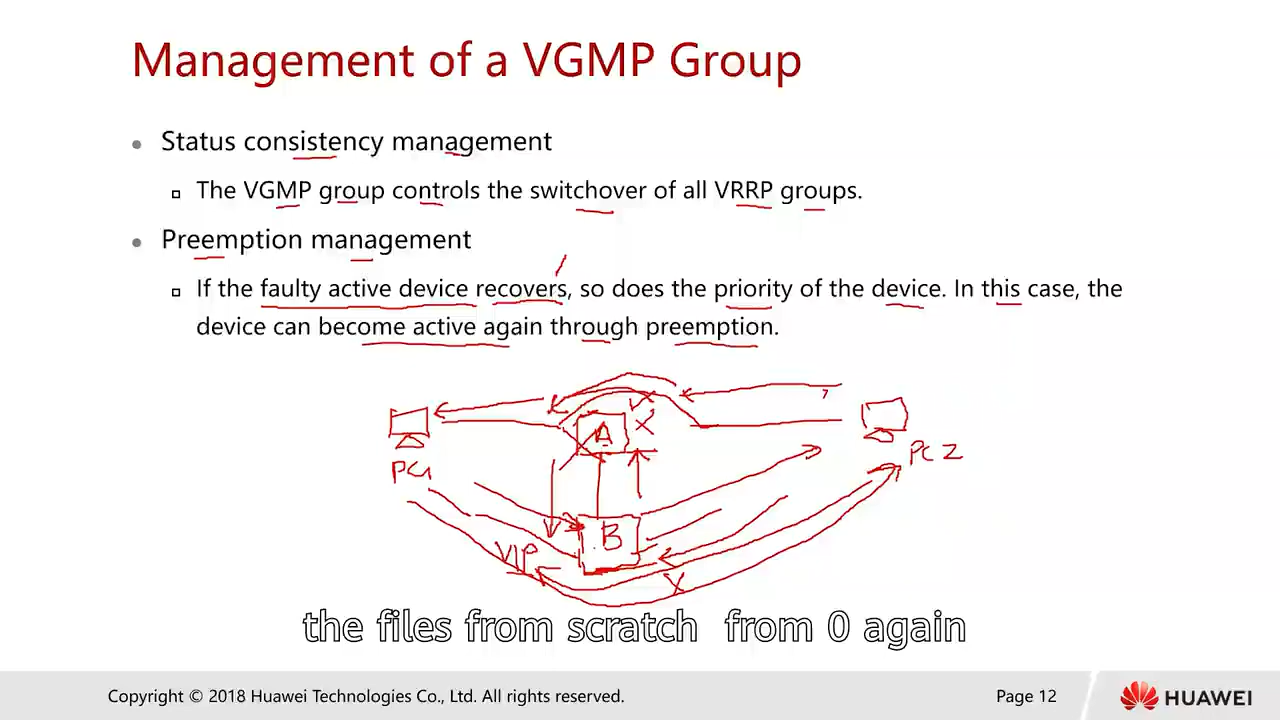 Management of a VGMP Group
Status consistency management
The VGMP group controls the switchover of all VRRP groups.
Preemption management
If the faulty active device recovers, so does the priority of the device. In this case, the
device can become active again through preemption.
A
PC1
PC2
B
VIP
the files from scratch from 0 again
Copyright © 2018 Huawei Technologies Co., Ltd. All rights reserved.
Page 12
HUAWEI